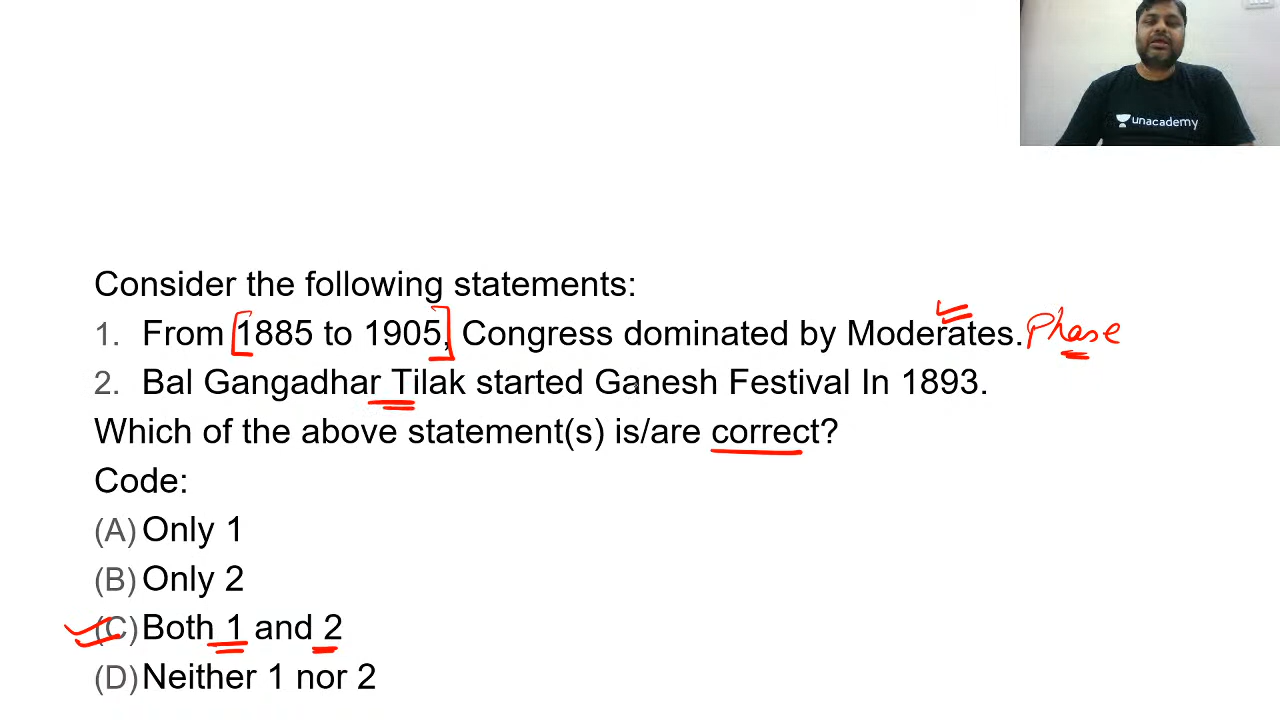 unacademy
Consider the following statements:
1. From 1885 to 1905, Congress dominated by Moderates. Phase
2. Bal Gangadhar Tilak started Ganesh Festival In 1893.
Which of the above statement(s) is/are correct?
Code:
(A) Only 1
(B) Only 2
(C) Both 1 and 2
(D) Neither 1 nor 2